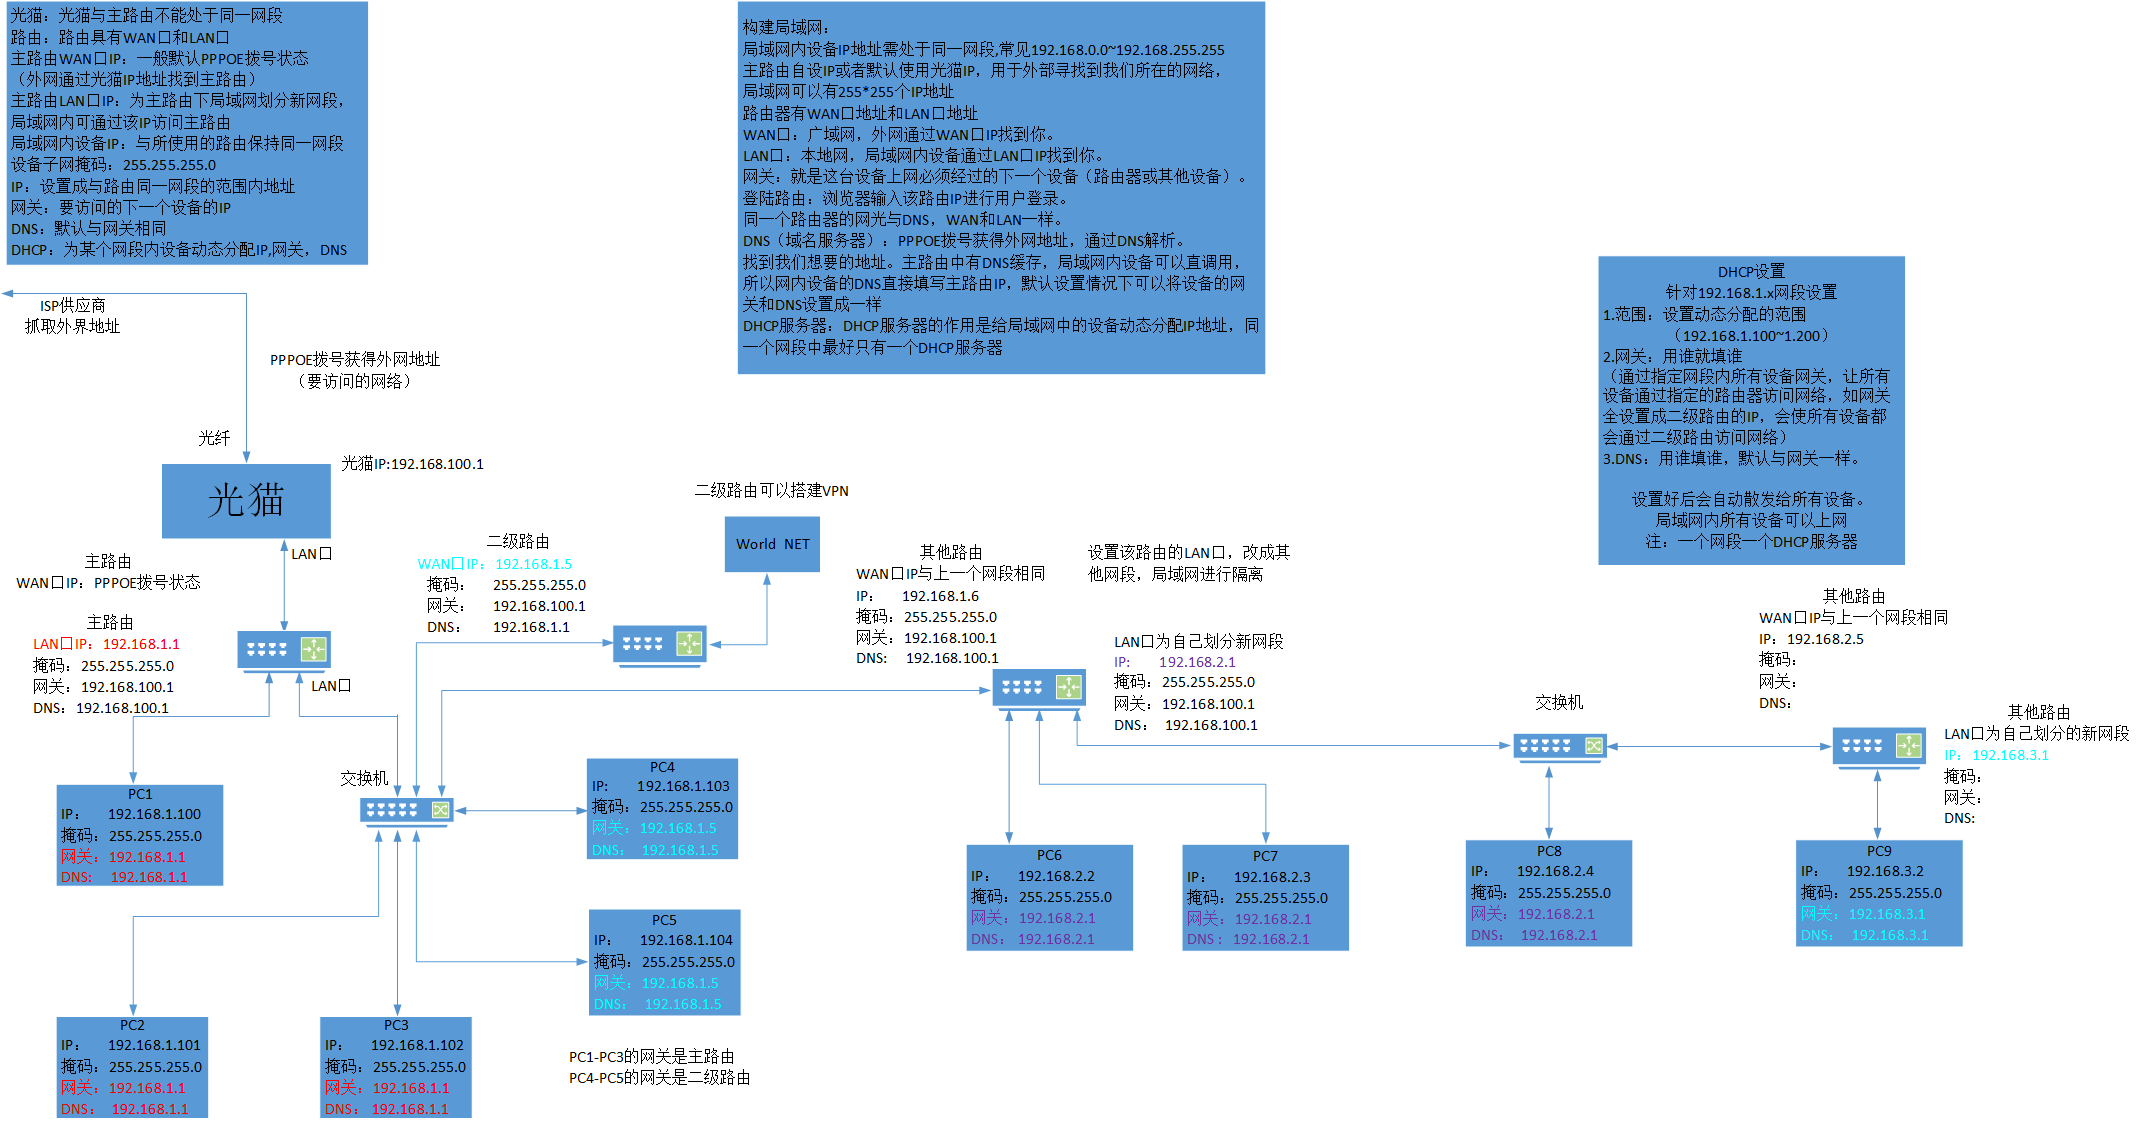 光猫：光猫与主路由不能处于同一网段
路由：路由具有WAN口和LAN口
主路由WAN口IP：一般默认PPPOE拨号状态
（外网通过光猫IP地址找到主路由）
主路由LAN口IP：为主路由下局域网划分新网段，
局域网内可通过该IP访问主路由
局域网内设备IP：与所使用的路由保持同一网段
设备子网掩码：255.255.255.0
IP：设置成与路由同一网段的范围内地址
网关：要访问的下一个设备的IP
DNS：默认与网关相同
DHCP：为某个网段内设备动态分配IP,网关，DNS
构建局域网：
局域网内设备IP地址需处于同一网段,常见192.168.0.0~192.168.255.255
主路由自设IP或者默认使用光猫IP，用于外部寻找到我们所在的网络，
局域网可以有255*255个IP地址
路由器有WAN口地址和LAN口地址
WAN口：广域网，外网通过WAN口IP找到你。
LAN口：本地网，局域网内设备通过LAN口IP找到你。
网关：就是这台设备上网必须经过的下一个设备（路由器或其他设备）。
登陆路由：浏览器输入该路由IP进行用户登录。
同一个路由器的网光与DNS，WAN和LAN一样。
DNS（域名服务器）：PPPOE拨号获得外网地址，通过DNS解析。
找到我们想要的地址。主路由中有DNS缓存，局域网内设备可以直调用，
所以网内设备的DNS直接填写主路由IP，默认设置情况下可以将设备的网
关和DNS设置成一样
DHCP服务器：DHCP服务器的作用是给局域网中的设备动态分配IP地址，同
一个网段中最好只有一个DHCP服务器
DHCP设置
针对192.168.1.x网段设置
1.范围：设置动态分配的范围
（192.168.1.100~1.200）
2.网关：用谁就填谁
（通过指定网段内所有设备网关，让所有
设备通过指定的路由器访问网络，如网关
全设置成二级路由的IP，会使所有设备都
会通过二级路由访问网络）
3.DNS：用谁填谁，默认与网关一样。
设置好后会自动散发给所有设备。
局域网内所有设备可以上网
注：一个网段一个DHCP服务器
ISP供应商
抓取外界地址
PPPOE拨号获得外网地址
（要访问的网络）
光纤
光猫IP:192.168.100.1
光猫
LAN口
主路由
WAN口IP：PPPOE拨号状态
主路由
LAN口IP：192.168.1.1
掩码：255.255.255.0
网关：192.168.100.1
DNS：192.168.100.1
LAN口
二级路由
WAN口IP：192.168.1.5
掩码： 255.255.255.0
网关： 192.168.100.1
DNS： 192.168.1.1
二级路由可以搭建VPN
World NET
其他路由
WAN口IP与上一个网段相同
IP： 192.168.1.6
掩码：255.255.255.0
网关：192.168.100.1
DNS： 192.168.100.1
设置该路由的LAN口，改成其
他网段，局域网进行隔离
LAN口为自己划分新网段
IP: 192.168.2.1
掩码：255.255.255.0
网关：192.168.100.1
DNS： 192.168.100.1
交换机
其他路由
WAN口IP与上一个网段相同
IP：192.168.2.5
掩码：
网关：
DNS：
其他路由
LAN口为自己划分的新网段
IP：192.168.3.1
掩码：
网关：
DNS:
交换机
PC1
IP： 192.168.1.100
掩码：255.255.255.0
网关：192.168.1.1
DNS: 192.168.1.1
PC4
IP: 192.168.1.103
掩码：255.255.255.0
网关：192.168.1.5
DNS： 192.168.1.5
PC5
IP： 192.168.1.104
掩码：255.255.255.0
网关：192.168.1.5
DNS： 192.168.1.5
PC6
IP： 192.168.2.2
掩码：255.255.255.0
网关：192.168.2.1
DNS：192.168.2.1
PC7
IP： 192.168.2.3
掩码：255.255.255.0
网关：192.168.2.1
DNS：192.168.2.1
PC8
IP： 192.168.2.4
掩码：255.255.255.0
网关：192.168.2.1
DNS： 192.168.2.1
PC9
IP： 192.168.3.2
掩码：255.255.255.0
网关：192.168.3.1
DNS： 192.168.3.1
PC2
IP： 192.168.1.101
掩码：255.255.255.0
网关：192.168.1.1
DNS： 192.168.1.1
PC3
IP： 192.168.1.102
掩码：255.255.255.0
网关：192.168.1.1
DNS：192.168.1.1
PC1-PC3的网关是主路由
PC4-PC5的网关是二级路由